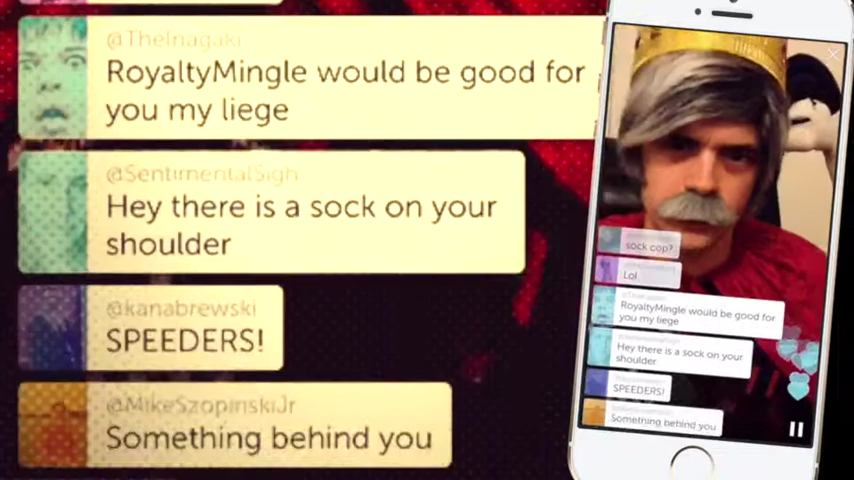 @TheInagaki
RoyaltyMingle would be good for
you my liege
@SentimentalSigh
Hey there is a sock on your
shoulder
@kanabrewski
SPEEDERS!
@MikeSzopinskiJr
Something behind you
sock cop?
Lol
RoyaltyMingle would be good for
you my liege
Hey there is a sock on your
shoulder
SPEEDERS!
Something behind you